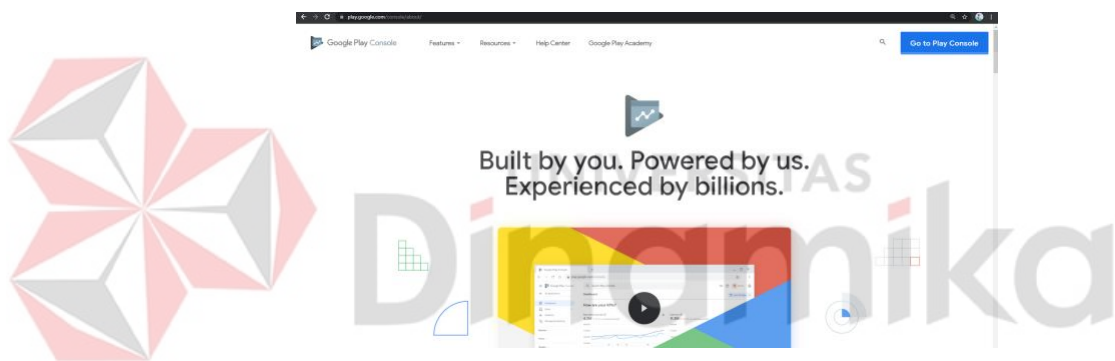 play.google.com/console/about/
Google Play Console
Features
Resources
Help Center
Google Play Academy
Go to Play Console
Built by you. Powered by us.
Experienced by billions.
UNIVERSITAS
Dinamika